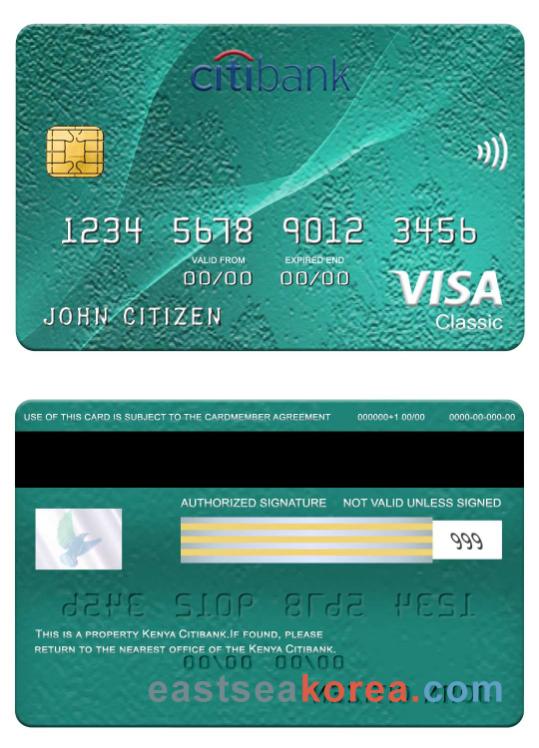 citibank
1234 5678 9012 3456
VALID FROM EXPIRED END
00/00 00/00
VISA
JOHN CITIZEN
Classic
USE OF THIS CARD IS SUBJECT TO THE CARDMEMBER AGREEMENT 000000+1 00/00 0000-00-000-00
AUTHORIZED SIGNATURE NOT VALID UNLESS SIGNED
999
THIS IS A PROPERTY KENYA CITIBANK.IF FOUND, PLEASE
RETURN TO THE NEAREST OFFICE OF THE KENYA CITIBANK.
00/00 00/00
eastseakorea.com